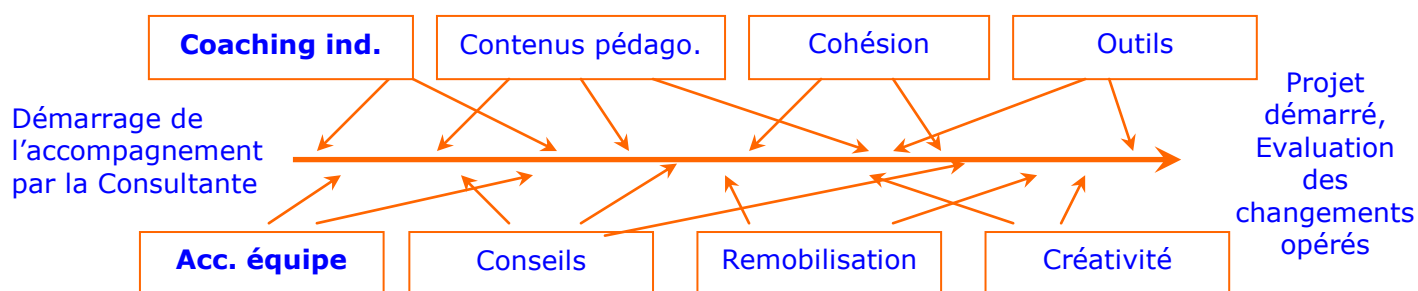 Coaching ind.
Contenus pédago.
Cohésion
Outils
Démarrage de
l'accompagnement
par la Consultante
Projet
démarré,
Evaluation
des
changements
opérés
Acc. équipe
Conseils
Remobilisation
Créativité